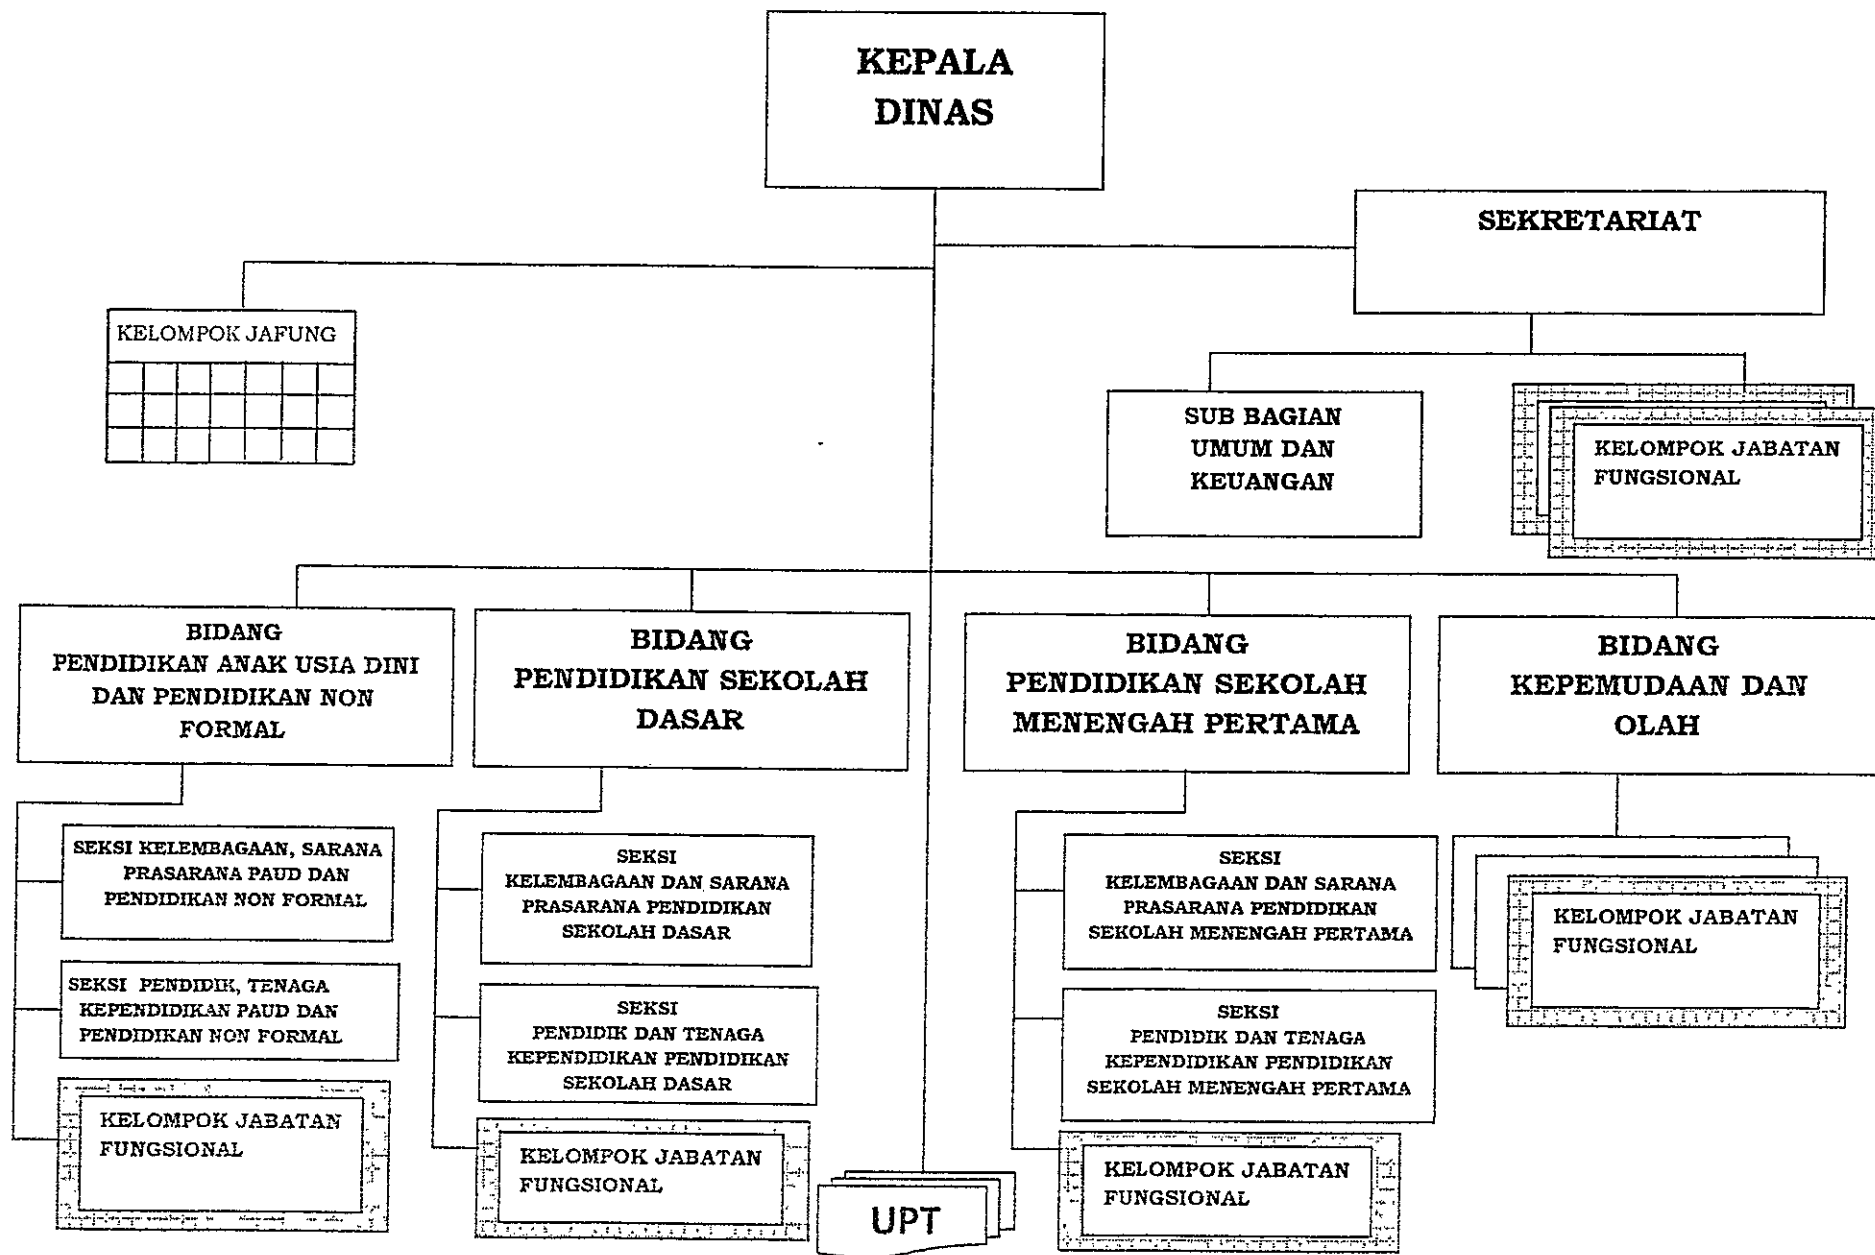 KEPALA
DINAS
SEKRETARIAT
KELOMPOK JAFUNG
SUB BAGIAN
UMUM DAN
KEUANGAN
KELOMPOK JABATAN
FUNGSIONAL
BIDANG
PENDIDIKAN ANAK USIA DINI
DAN PENDIDIKAN NON
FORMAL
BIDANG
PENDIDIKAN SEKOLAH
DASAR
BIDANG
PENDIDIKAN SEKOLAH
MENENGAH PERTAMA
BIDANG
KEPEMUDAAN DAN
OLAH
SEKSI KELEMBAGAAN, SARANA
PRASARANA PAUD DAN
PENDIDIKAN NON FORMAL
SEKSI PENDIDIK, TENAGA
KEPENDIDIKAN PAUD DAN
PENDIDIKAN NON FORMAL
KELOMPOK JABATAN
FUNGSIONAL
SEKSI
KELEMBAGAAN DAN SARANA
PRASARANA PENDIDIKAN
SEKOLAH DASAR
SEKSI
PENDIDIK DAN TENAGA
KEPENDIDIKAN PENDIDIKAN
SEKOLAH DASAR
KELOMPOK JABATAN
FUNGSIONAL
UPT
SEKSI
KELEMBAGAAN DAN SARANA
PRASARANA PENDIDIKAN
SEKOLAH MENENGAH PERTAMA
SEKSI
PENDIDIK DAN TENAGA
KEPENDIDIKAN PENDIDIKAN
SEKOLAH MENENGAH PERTAMA
KELOMPOK JABATAN
FUNGSIONAL
KELOMPOK JABATAN
FUNGSIONAL